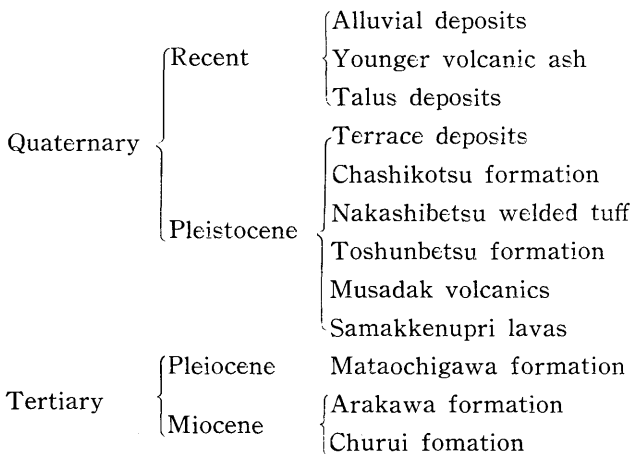 Alluvial deposits
Recent Younger volcanic ash
Talus deposits
Terrace deposits
Quaternary
Chashikotsu formation
Nakashibetsu welded tuff
Pleistocene
Toshunbetsu formation
Musadak volcanics
Samakkenupri lavas
Pleiocene Mataochigawa formation
Tertiary
Arakawa formation
Miocene
Churui fomation